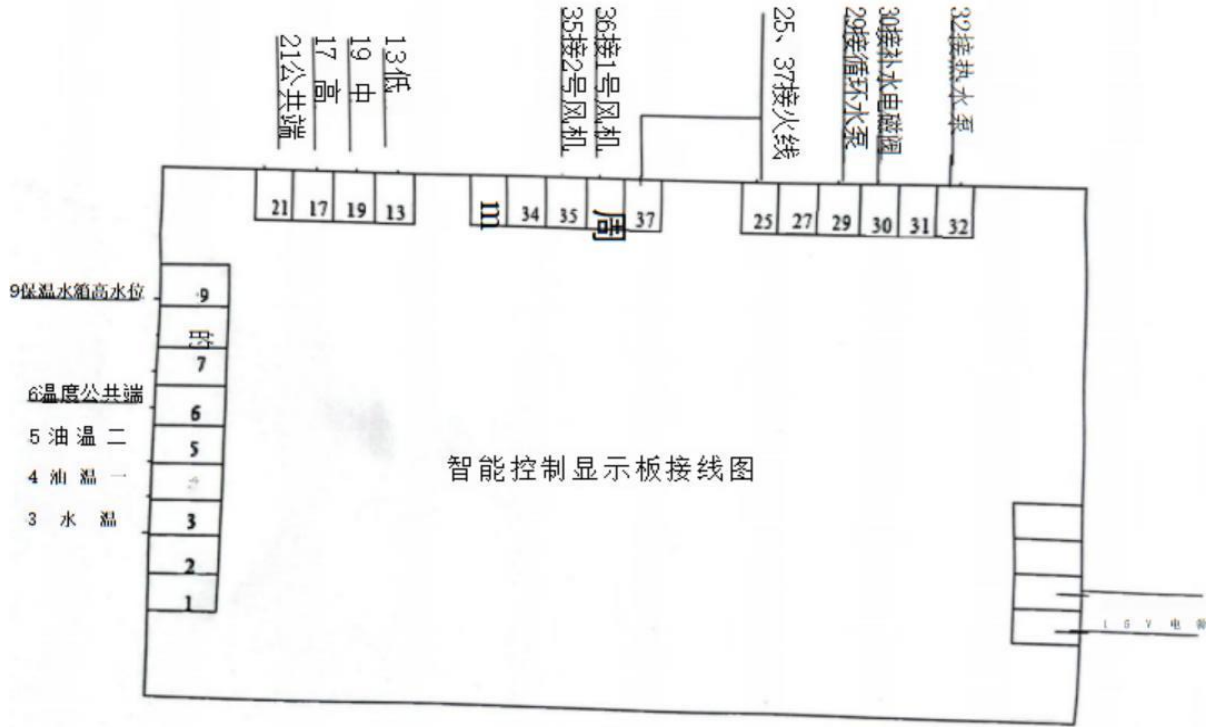 21公共端
17 高
19 中
13低
35接2号风机
36接1号风机
25、37接火线
29接循环水泵
30接补水电磁阀
32接热水泵
21 17 19 13
m 34 35 周 37
25 27 29 30 31 32
9保温水箱高水位
9
的
7
6温度公共端
6
5 油 温 二
5
4 油 温 一
3 水 温
3
2
1
智能控制显示板接线图
V 电